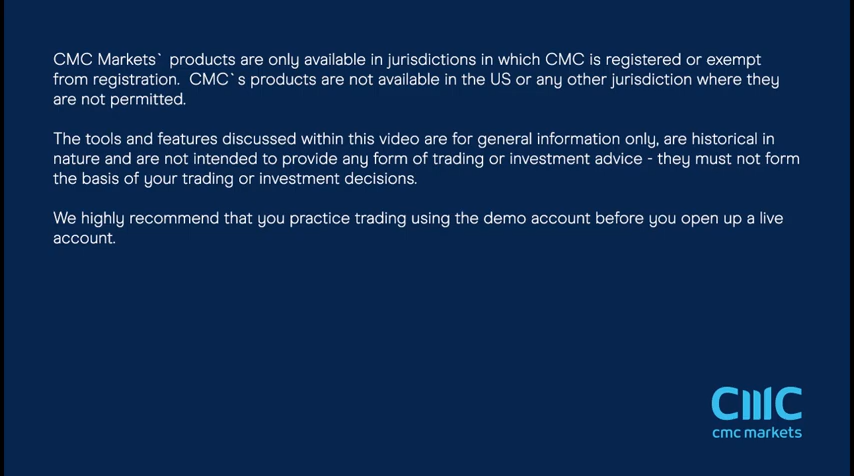 CMC Markets` products are only available in jurisdictions in which CMC is registered or exempt
from registration.  CMC`s products are not available in the US or any other jurisdiction where they
are not permitted.
The tools and features discussed within this video are for general information only, are historical in
nature and are not intended to provide any form of trading or investment advice - they must not form
the basis of your trading or investment decisions.
We highly recommend that you practice trading using the demo account before you open up a live
account.
CMC
cmc markets